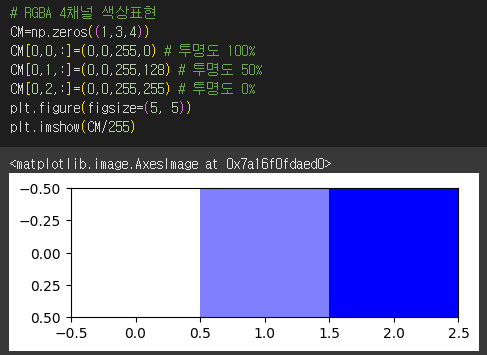 # RGBA 4채널 색상표현
CM=np.zeros((1,3,4))
CM[0,0,:]=(0,0,255,0) # 투명도 100%
CM[0,1,:]=(0,0,255,128) # 투명도 50%
CM[0,2,:]=(0,0,255,255) # 투명도 0%
plt.figure(figsize=(5, 5))
plt.imshow(CM/255)
<matplotlib.image.AxesImage at 0x7a16f0fdaed0>
−0.50
−0.25
0.00
0.25
0.50
−0.5 0.0 0.5 1.0 1.5 2.0 2.5